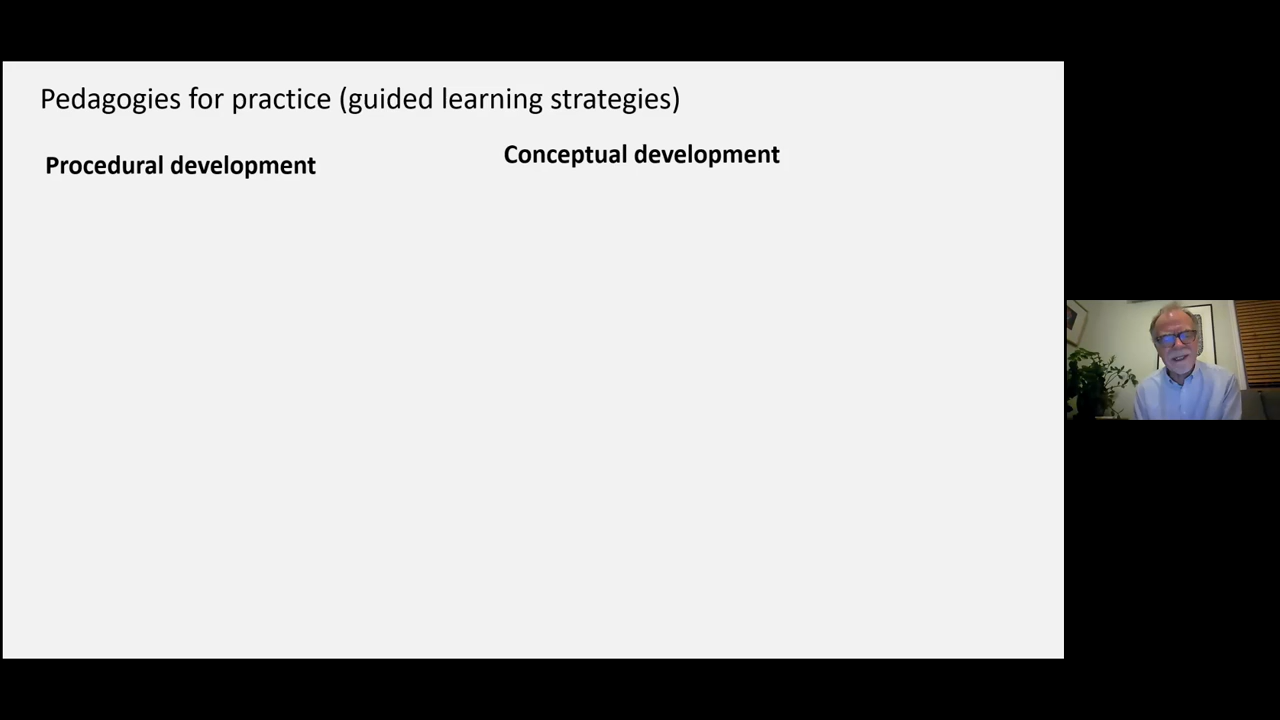 Pedagogies for practice (guided learning strategies)
Procedural development
Conceptual development